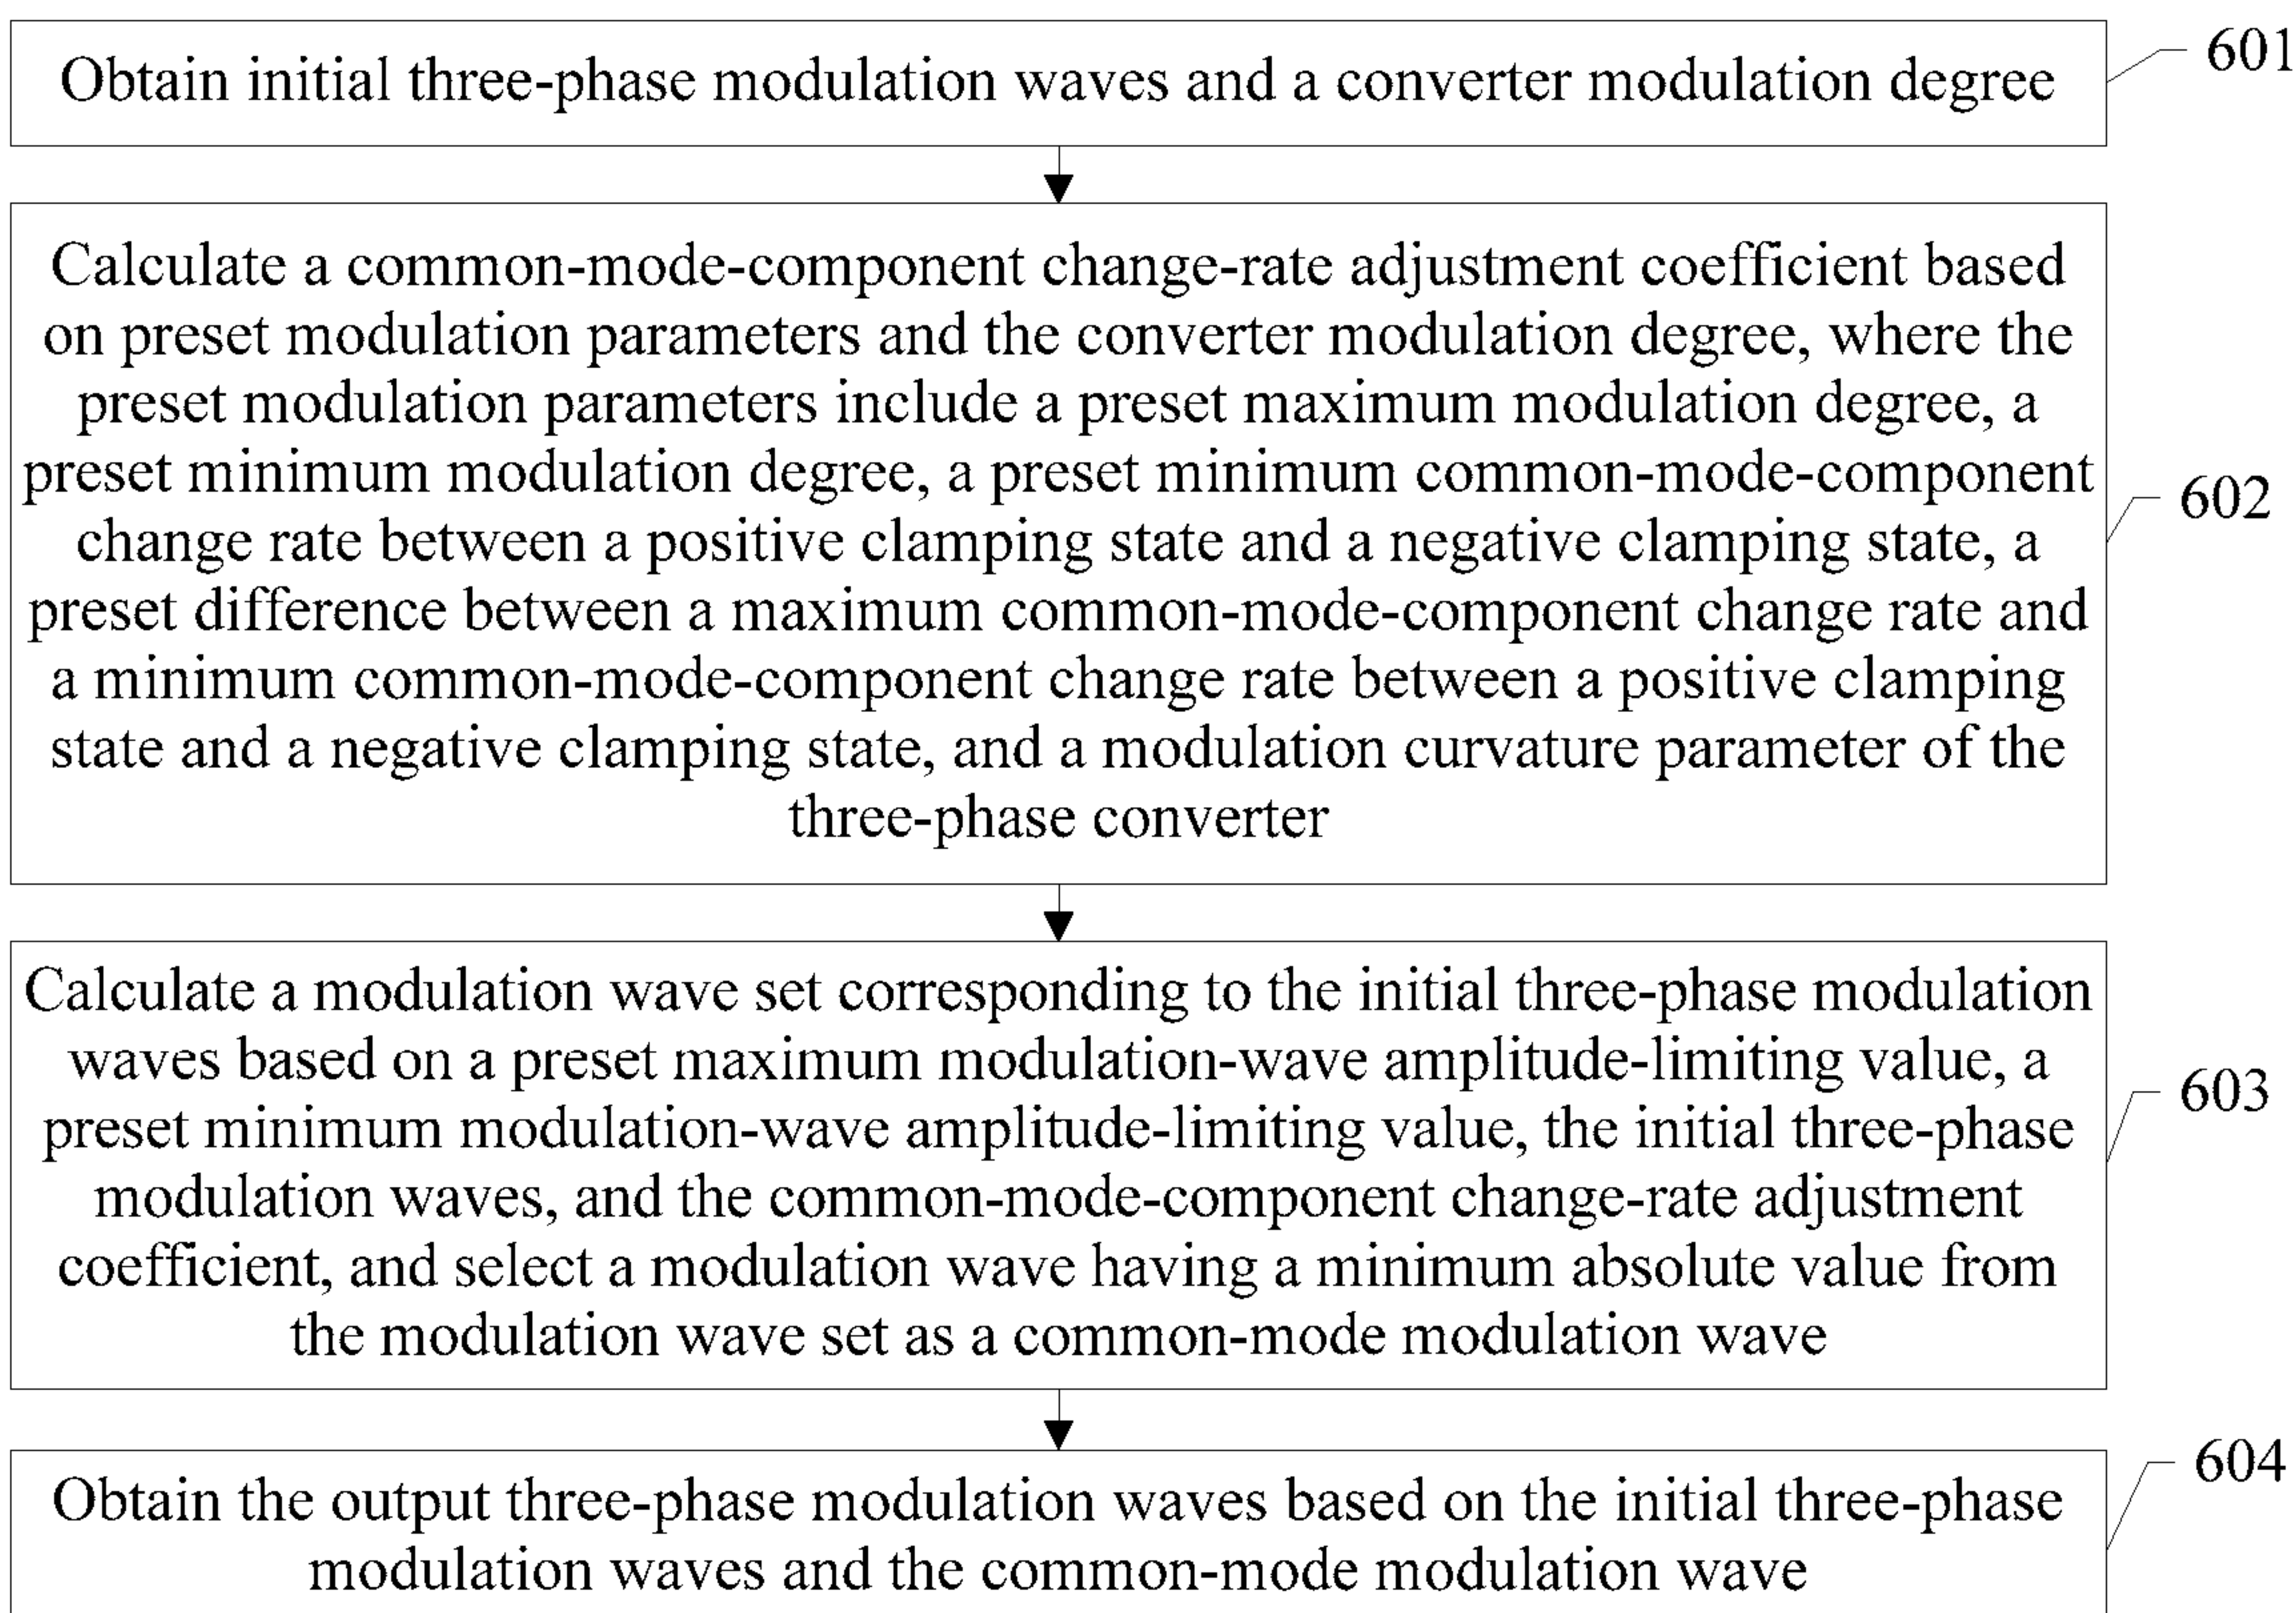 Obtain initial three-phase modulation waves and a converter modulation degree
601
Calculate a common-mode-component change-rate adjustment coefficient based
on preset modulation parameters and the converter modulation degree, where the
preset modulation parameters include a preset maximum modulation degree, a
preset minimum modulation degree, a preset minimum common-mode-component
change rate between a positive clamping state and a negative clamping state, a
preset difference between a maximum common-mode-component change rate and
a minimum common-mode-component change rate between a positive clamping
state and a negative clamping state, and a modulation curvature parameter of the
three-phase converter
602
Calculate a modulation wave set corresponding to the initial three-phase modulation
waves based on a preset maximum modulation-wave amplitude-limiting value, a
preset minimum modulation-wave amplitude-limiting value, the initial three-phase
modulation waves, and the common-mode-component change-rate adjustment
coefficient, and select a modulation wave having a minimum absolute value from
the modulation wave set as a common-mode modulation wave
603
Obtain the output three-phase modulation waves based on the initial three-phase
modulation waves and the common-mode modulation wave
604